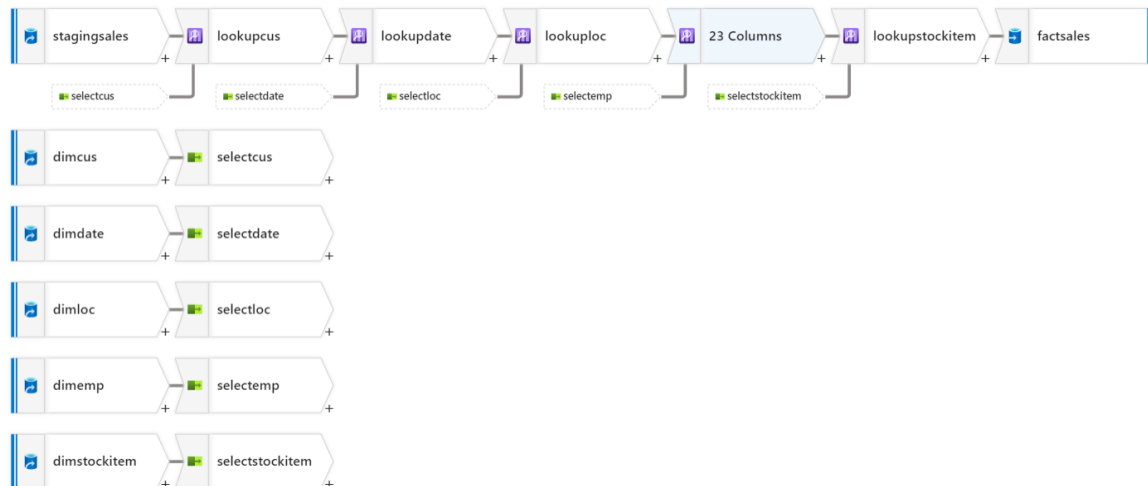 stagingsales lookupcus lookupdate lookuploc 23 Columns lookupstockitem factsales
+ + + + + +
selectcus selectdate selectloc selectemp selectstockitem
dimcus selectcus
+ +
dimdate selectdate
+ +
dimloc selectloc
+ +
dimemp selectemp
+ +
dimstockitem selectstockitem
+ +